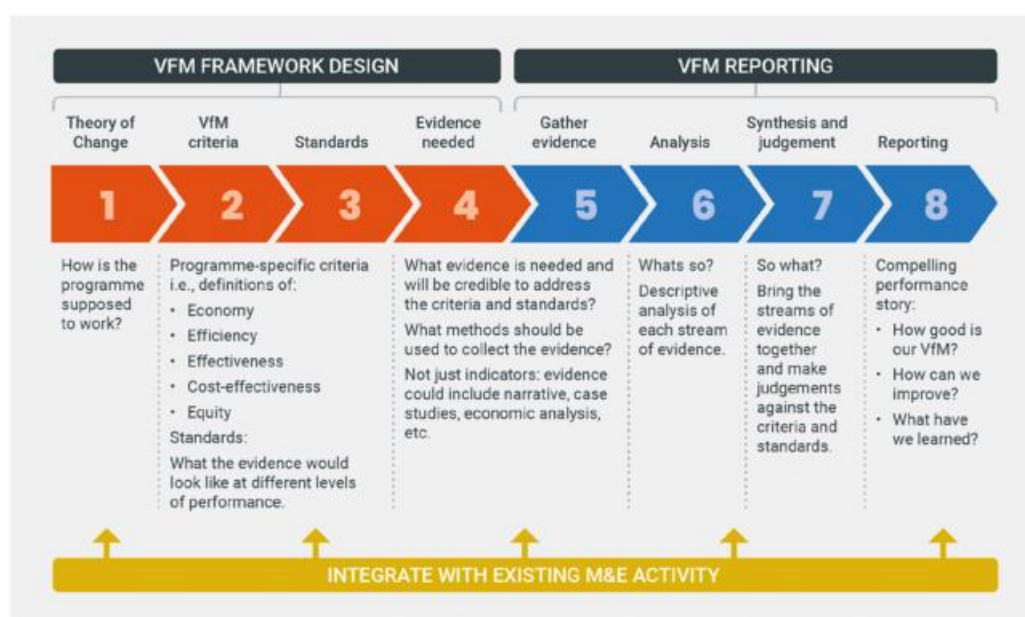 VFM FRAMEWORK DESIGN
VFM REPORTING
Theory of
Change
VfM
criteria
Standards
Evidence
needed
Gather
evidence
Analysis
Synthesis and
judgement
Reporting
1
2
3
4
5
6
7
8
How is the
programme
supposed
to work?
Programme-specific criteria
i.e., definitions of:
• Economy
• Efficiency
• Effectiveness
• Cost-effectiveness
• Equity
Standards:
What the evidence would
look like at different levels
of performance.
What evidence is needed and
will be credible to address
the criteria and standards?
What methods should be
used to collect the evidence?
Not just indicators: evidence
could include narrative, case
studies, economic analysis,
etc.
Whats so?
Descriptive
analysis of
each stream
of evidence.
So what?
Bring the
streams of
evidence
together
and make
judgements
against the
criteria and
standards.
Compelling
performance
story:
• How good is
our VfM?
• How can we
improve?
• What have
we learned?
INTEGRATE WITH EXISTING M&E ACTIVITY